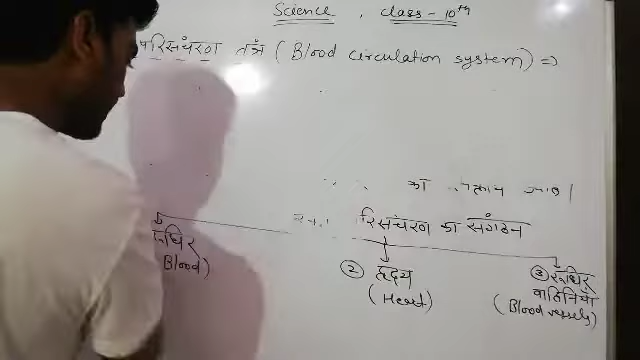 Science, class - 10th
परिसंचरण तंत्र (Blood circulation system) =>
का
परिसंचरण का संगठन
रूधिर
Blood)
② हृदय
(Heart)
③ रूधिर
वाहिनियां
(Blood vessels)